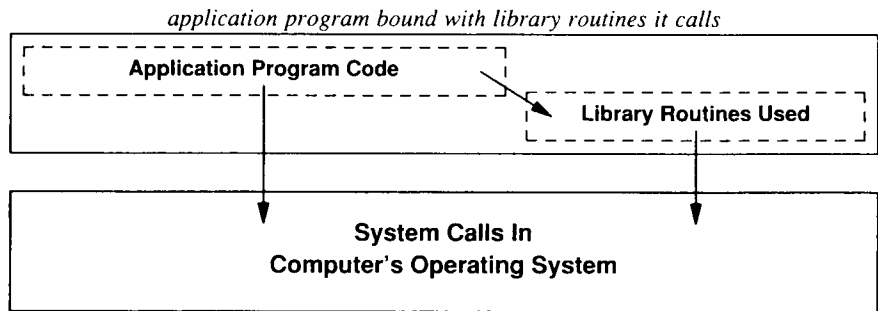 application program bound with library routines it calls
Application Program Code
Library Routines Used
System Calls In
Computer's Operating System